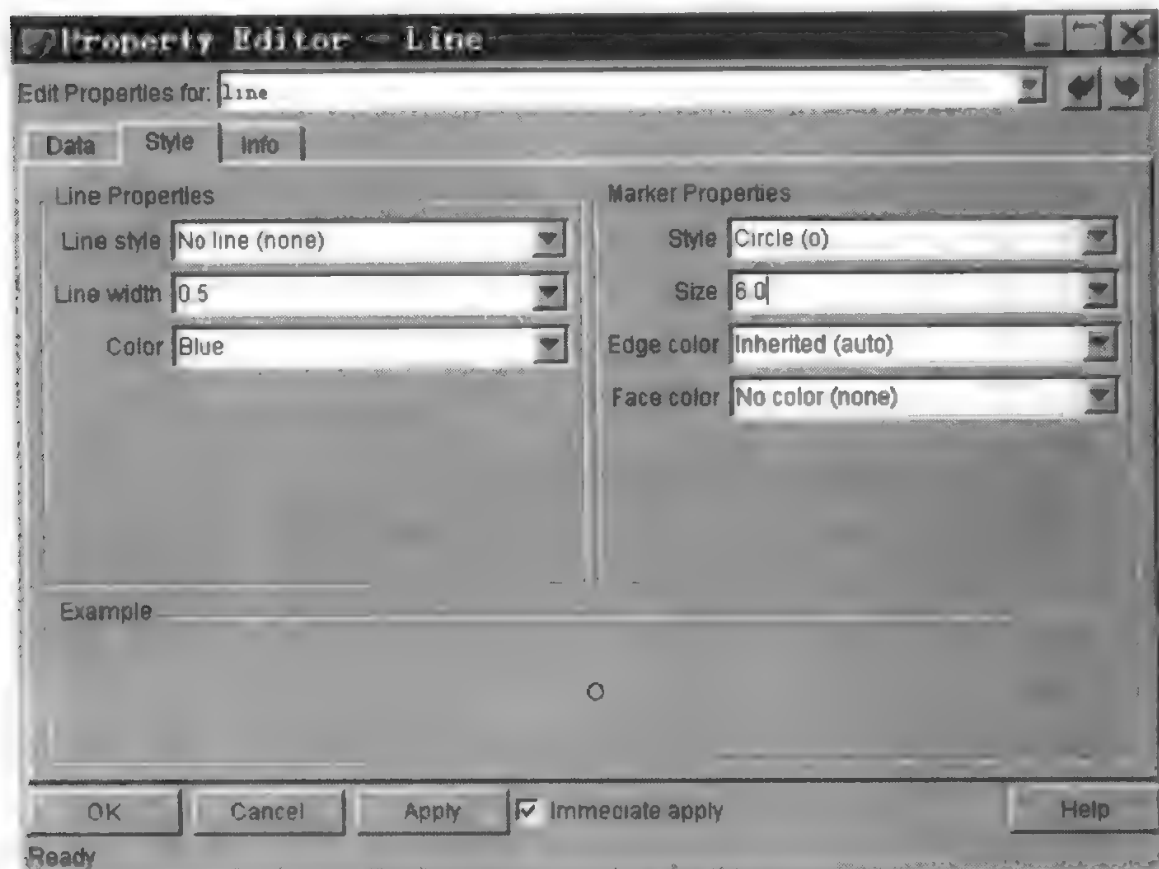 Property Editor - Line
Edit Properties for: line
Data Style Info
Line Properties
Line style No line (none)
Line width 0.5
Color Blue
Marker Properties
Style Circle (o)
Size 6.0
Edge color Inherited (auto)
Face color No color (none)
Example
OK Cancel Apply Immediate apply Help
Ready